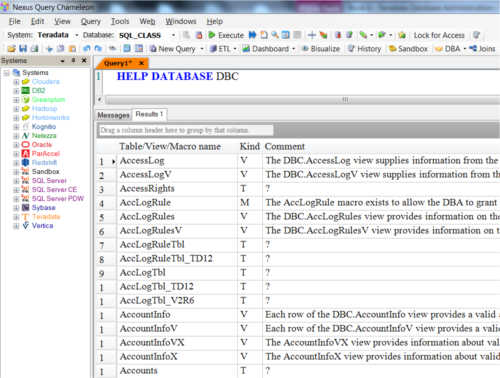 Nexus Query Chameleon
File View Query Tools Web Windows Help
System: Teradata Database: SQL_CLASS Execute Lock for Access
New Query ETL Dashboard Bisualize History Sandbox DBA Joins
Systems
Query1*
Systems
Cloudera
DB2
Greenplum
Hadoop
Hortonworks
Kognitio
Netezza
Oracle
ParAccel
Redshift
Sandbox
SQL Server
SQL Server CE
SQL Server PDW
Sybase
Teradata
Vertica
1 HELP DATABASE DBC
Messages Results 1
Drag a column header here to group by that column.
Table/View/Macro name Kind Comment
1 AccessLog V The DBC.AccessLog view supplies information from the
2 AccessLogV V The DBC.AccessLogV view supplies information from the
3 AccessRights T ?
4 AccLogRule M The AccLogRule macro exists to allow the DBA to grant
5 AccLogRules V The DBC.AccLogRules view provides information on tho
6 AccLogRulesV V The DBC.AccLogRulesV view provides information on t
7 AccLogRuleTbl T ?
8 AccLogRuleTbl_TD12 T ?
9 AccLogTbl T ?
1 AccLogTbl_TD12 T ?
1 AccLogTbl_V2R6 T ?
1 AccountInfo V Each row of the DBC.AccountInfo view provides a valid a
1 AccountInfoV V Each row of the DBC.AccountInfoV view provides a valid
1 AccountInfoVX V The AccountInfoVX view provides information about val
1 AccountInfoX V The AccountInfoX view provides information about valid
1 Accounts T ?